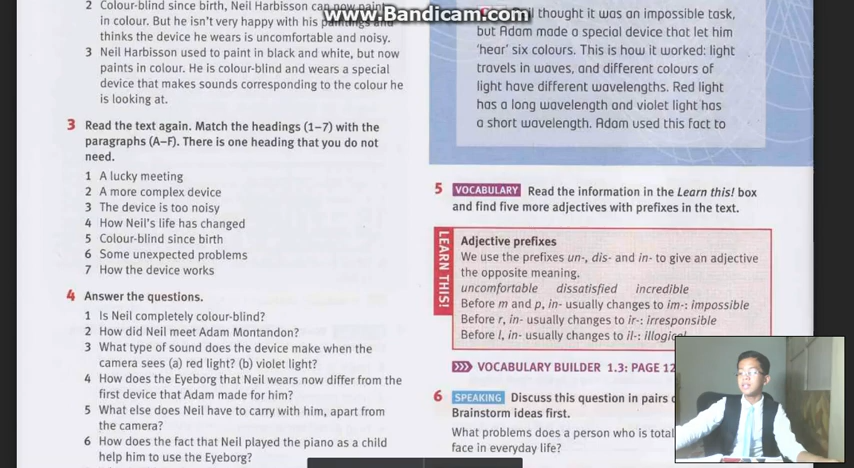 www.Bandicam.com
2 Colour-blind since birth, Neil Harbisson can now paint
in colour. But he isn't very happy with his paintings and
thinks the device he wears is uncomfortable and noisy.
3 Neil Harbisson used to paint in black and white, but now
paints in colour. He is colour-blind and wears a special
device that makes sounds corresponding to the colour he
is looking at.
3 Read the text again. Match the headings (1–7) with the
paragraphs (A–F). There is one heading that you do not
need.
1 A lucky meeting
2 A more complex device
3 The device is too noisy
4 How Neil's life has changed
5 Colour-blind since birth
6 Some unexpected problems
7 How the device works
4 Answer the questions.
1 Is Neil completely colour-blind?
2 How did Neil meet Adam Montandon?
3 What type of sound does the device make when the
camera sees (a) red light? (b) violet light?
4 How does the Eyeborg that Neil wears now differ from the
first device that Adam made for him?
5 What else does Neil have to carry with him, apart from
the camera?
6 How does the fact that Neil played the piano as a child
help him to use the Eyeborg?
thought it was an impossible task,
but Adam made a special device that let him
'hear' six colours. This is how it worked: light
travels in waves, and different colours of
light have different wavelengths. Red light
has a long wavelength and violet light has
a short wavelength. Adam used this fact to
5 VOCABULARY Read the information in the Learn this! box
and find five more adjectives with prefixes in the text.
LEARN THIS!
Adjective prefixes
We use the prefixes un-, dis- and in- to give an adjective
the opposite meaning.
uncomfortable dissatisfied incredible
Before m and p, in- usually changes to im-: impossible
Before r, in- usually changes to ir-: irresponsible
Before l, in- usually changes to il-: illogical
VOCABULARY BUILDER 1.3: PAGE 12
6 SPEAKING Discuss this question in pairs
Brainstorm ideas first.
What problems does a person who is
face in everyday life?